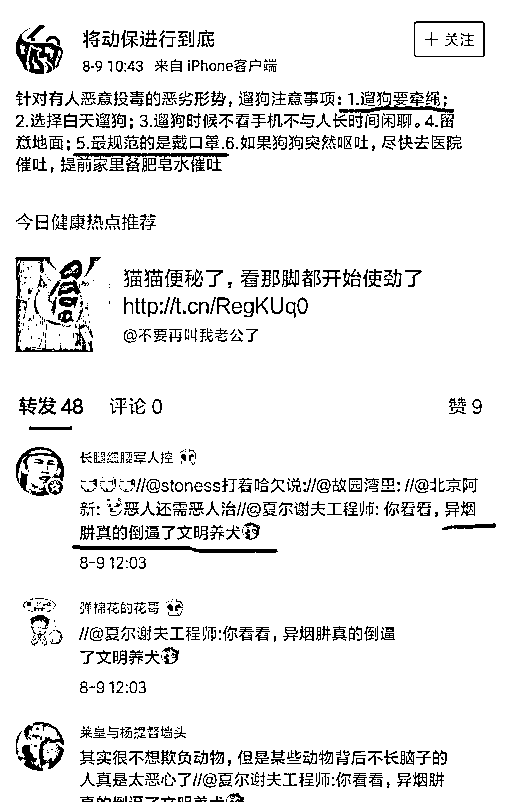 将动保进行到底
8-9 10:43 来自 iPhone客户端
+ 关注
针对有人恶意投毒的恶劣形势，遛狗注意事项：1.遛狗要牵绳；
2.选择白天遛狗；3.遛狗时候不看手机不与人长时间闲聊。4.留
意地面；5.最规范的是戴口罩.6.如果狗狗突然呕吐，尽快去医院
催吐，提前家里备肥皂水催吐
今日健康热点推荐
猫猫便秘了，看那脚都开始使劲了
http://t.cn/RegKUq0
@不要再叫我老公了
转发 48 评论 0 赞 9
长腿细腰军人控
//@stoness打着哈欠说://@故园湾里: //@北京阿
新: 恶人还需恶人治//@夏尔谢夫工程师: 你看看，异烟
肼真的倒逼了文明养犬
8-9 12:03
弹棉花的花哥
//@夏尔谢夫工程师:你看看，异烟肼真的倒逼
了文明养犬
8-9 12:03
莱皇与杨提督墙头
其实很不想欺负动物，但是某些动物背后不长脑子的
人真是太恶心了//@夏尔谢夫工程师:你看看，异烟肼
真的倒逼了文明养犬